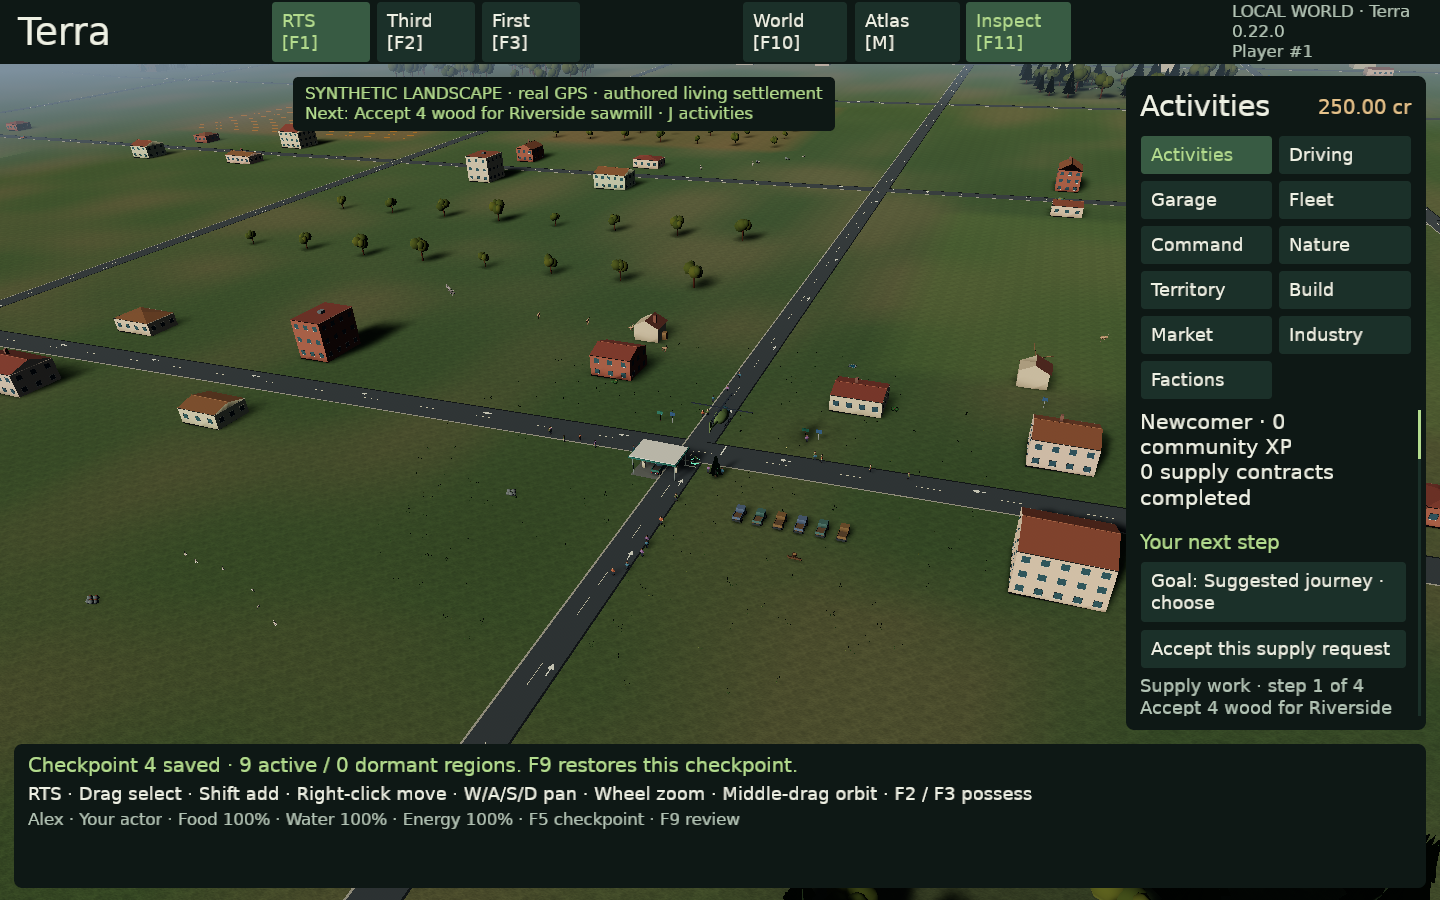 Terra
RTS
[F1]
Third
[F2]
First
[F3]
World
[F10]
Atlas
[M]
Inspect
[F11]
LOCAL WORLD · Terra
0.22.0
Player #1
SYNTHETIC LANDSCAPE · real GPS · authored living settlement
Next: Accept 4 wood for Riverside sawmill · J activities
Activities
250.00 cr
Activities
Driving
Garage
Fleet
Command
Nature
Territory
Build
Market
Industry
Factions
Newcomer · 0
community XP
0 supply contracts
completed
Your next step
Goal: Suggested journey ·
choose
Accept this supply request
Supply work · step 1 of 4
Accept 4 wood for Riverside
Checkpoint 4 saved · 9 active / 0 dormant regions. F9 restores this checkpoint.
RTS · Drag select · Shift add · Right-click move · W/A/S/D pan · Wheel zoom · Middle-drag orbit · F2 / F3 possess
Alex · Your actor · Food 100% · Water 100% · Energy 100% · F5 checkpoint · F9 review